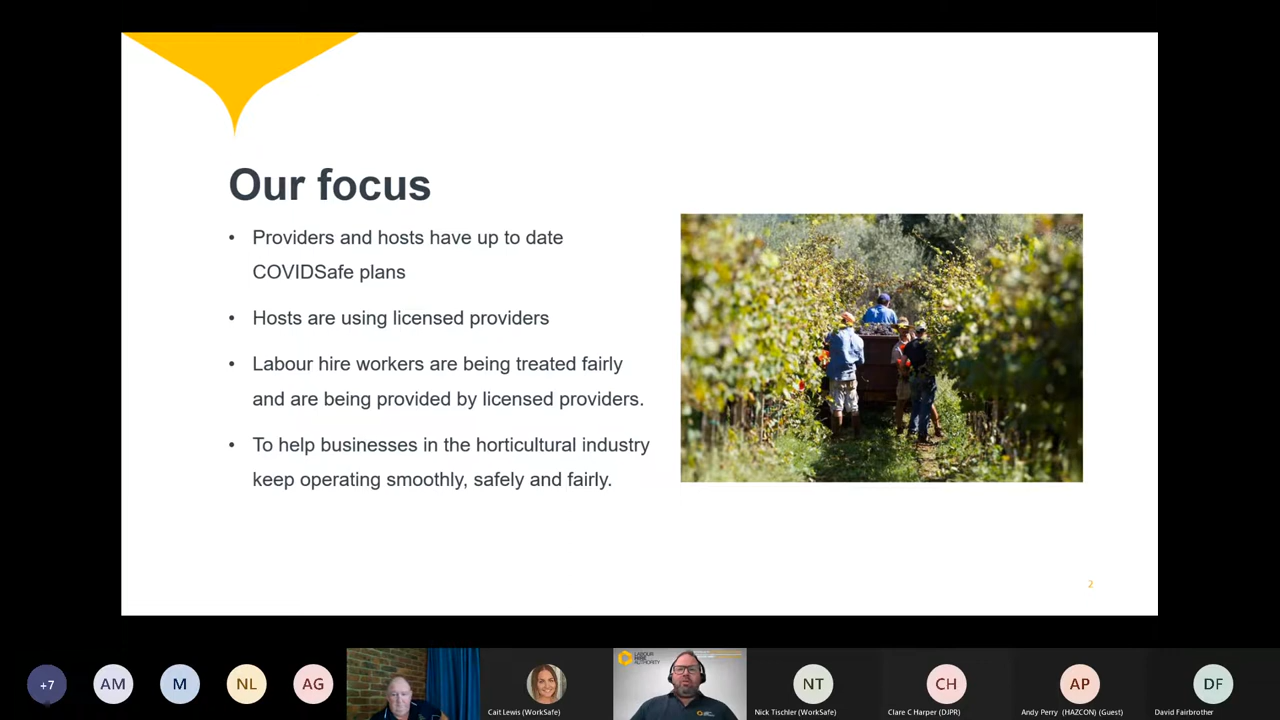 Our focus
• Providers and hosts have up to date
COVIDSafe plans
• Hosts are using licensed providers
• Labour hire workers are being treated fairly
and are being provided by licensed providers.
• To help businesses in the horticultural industry
keep operating smoothly, safely and fairly.
2
+7
AM
M
NL
AG
LABOUR
HIRE
AUTHORITY
NT
CH
AP
DF
Cait Lewis (WorkSafe)
Nick Tischler (WorkSafe)
Clare C Harper (DJPR)
Andy Perry (HAZCON) (Guest)
David Fairbrother